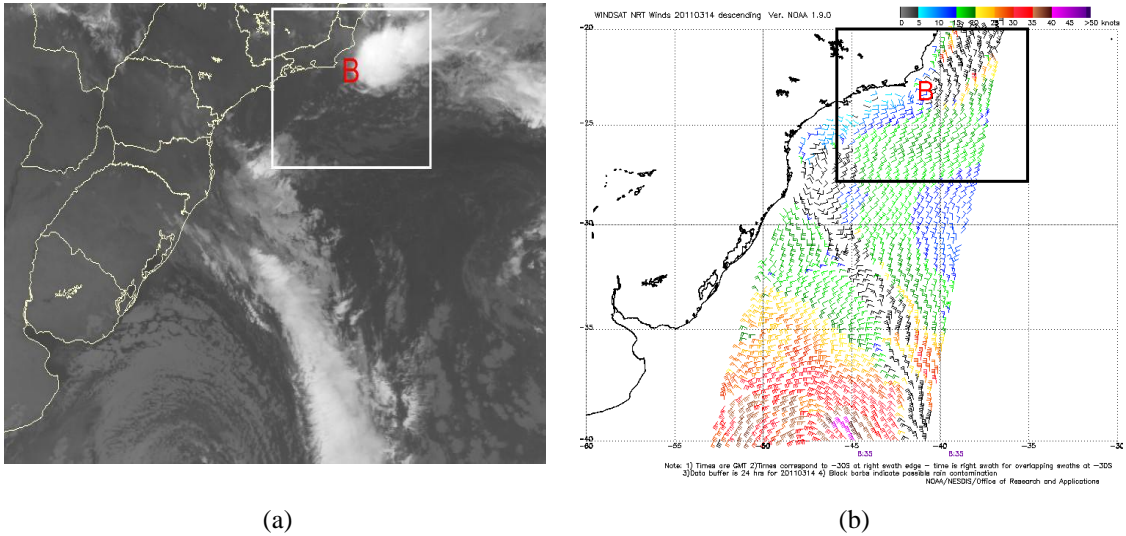 WINDSAT NRT Winds 20110314 descending Ver. NOAA 1.9.0
0 5 10 15 20 25 30 35 40 45 >50 knots
B
B
-20
-25
-30
-35
-40
-60 -55 -50 -45 -40 -35 -30
8:35 8:35
Note: 1) Times are GMT 2)Times correspond to -30S at right swath edge - time is right swath for overlapping swaths at -30S
3)Data buffer is 24 hrs for 20110314 4) Black barbs indicate possible rain contamination
NOAA/NESDIS/Office of Research and Applications
(a) (b)